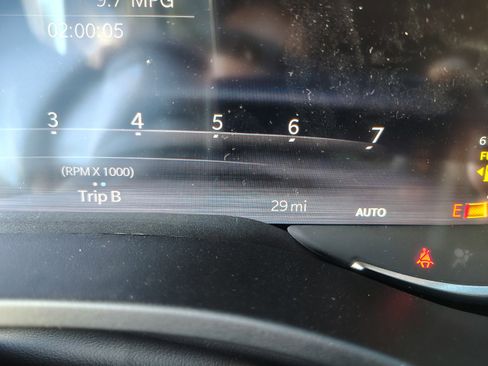 9.7 MPG
02:00:05
3 4 5 6 7
(RPM X 1000)
Trip B
29 mi
AUTO
E